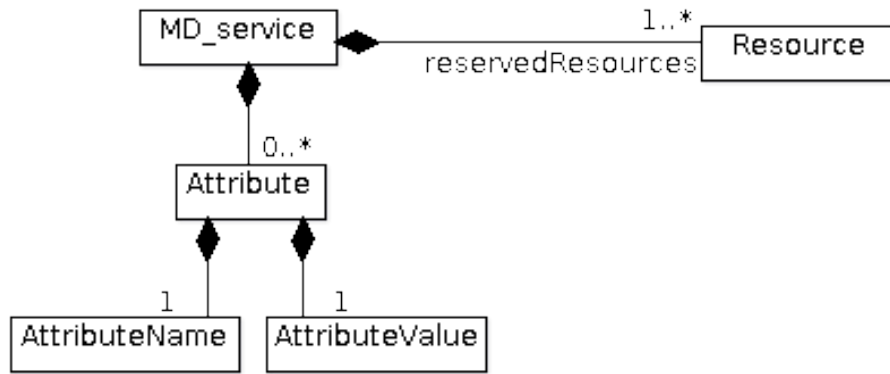 MD_service
1..*
Resource
reservedResources
0..*
Attribute
1
1
AttributeName
AttributeValue